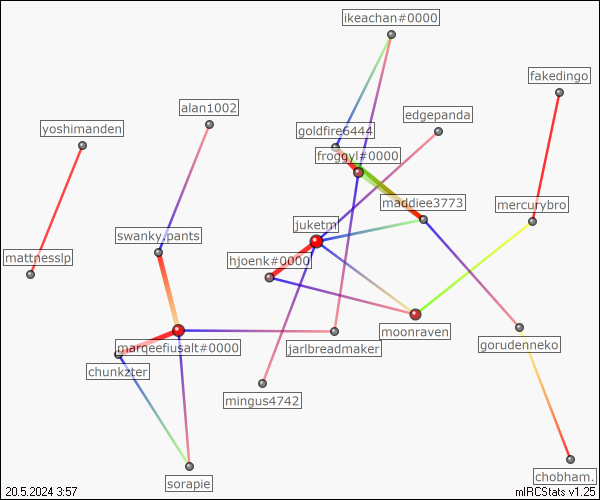 ikeachan#0000
fakedingo
alan1002
edgepanda
yoshimanden
goldfire6444
froggyl#0000
maddiee3773
mercurybro
juketm
swanky.pants
mattnesslp
hjoenk#0000
moonraven
gorudenneko
marqeefiusalt#0000
jarlbreadmaker
chunkzter
mingus4742
sorapie
chobham.
20.5.2024 3:57
mIRCStats v1.25